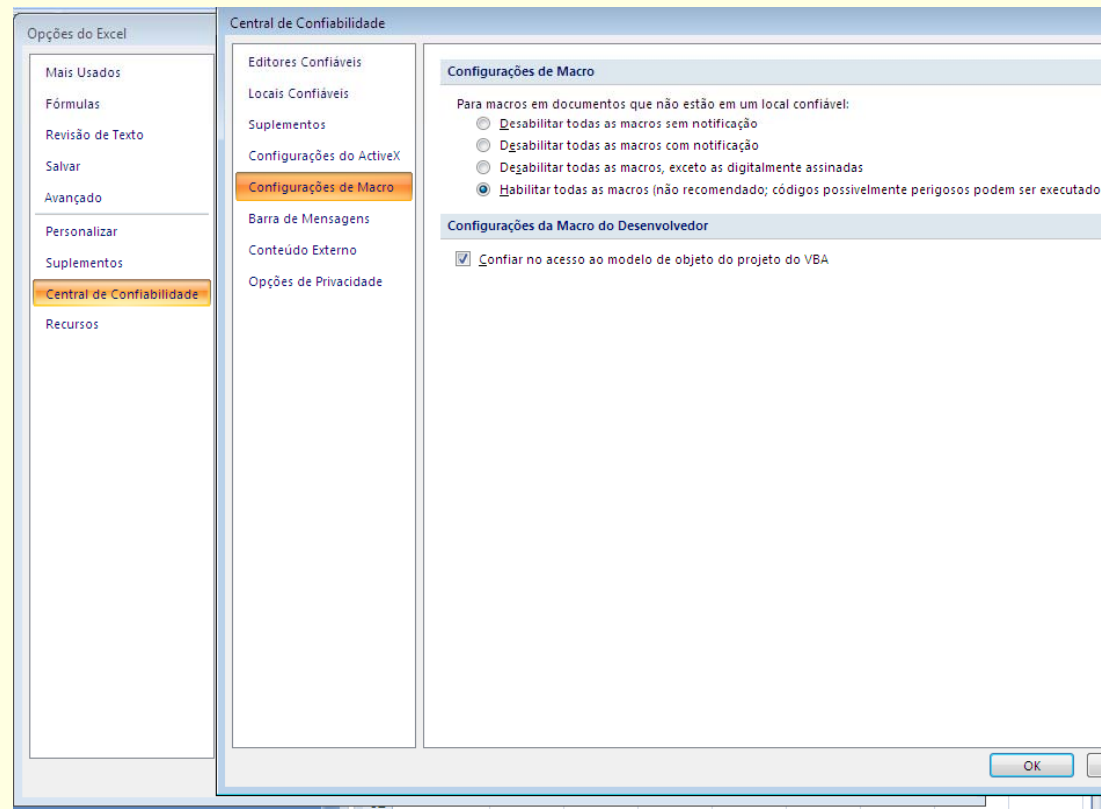 Opções do Excel
Mais Usados
Fórmulas
Revisão de Texto
Salvar
Avançado
Personalizar
Suplementos
Central de Confiabilidade
Recursos
Central de Confiabilidade
Editores Confiáveis
Locais Confiáveis
Suplementos
Configurações do ActiveX
Configurações de Macro
Barra de Mensagens
Conteúdo Externo
Opções de Privacidade
Configurações de Macro
Para macros em documentos que não estão em um local confiável:
Desabilitar todas as macros sem notificação
Desabilitar todas as macros com notificação
Desabilitar todas as macros, exceto as digitalmente assinadas
Habilitar todas as macros (não recomendado; códigos possivelmente perigosos podem ser executado
Configurações da Macro do Desenvolvedor
Confiar no acesso ao modelo de objeto do projeto do VBA
OK